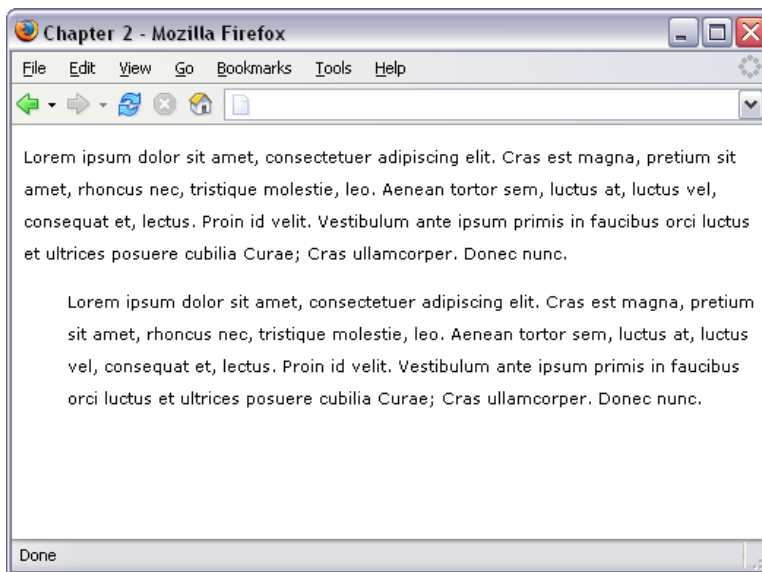 Chapter 2 - Mozilla Firefox
File Edit View Go Bookmarks Tools Help
Lorem ipsum dolor sit amet, consectetuer adipiscing elit. Cras est magna, pretium sit
amet, rhoncus nec, tristique molestie, leo. Aenean tortor sem, luctus at, luctus vel,
consequat et, lectus. Proin id velit. Vestibulum ante ipsum primis in faucibus orci luctus
et ultrices posuere cubilia Curae; Cras ullamcorper. Donec nunc.
Lorem ipsum dolor sit amet, consectetuer adipiscing elit. Cras est magna, pretium
sit amet, rhoncus nec, tristique molestie, leo. Aenean tortor sem, luctus at, luctus
vel, consequat et, lectus. Proin id velit. Vestibulum ante ipsum primis in faucibus
orci luctus et ultrices posuere cubilia Curae; Cras ullamcorper. Donec nunc.
Done